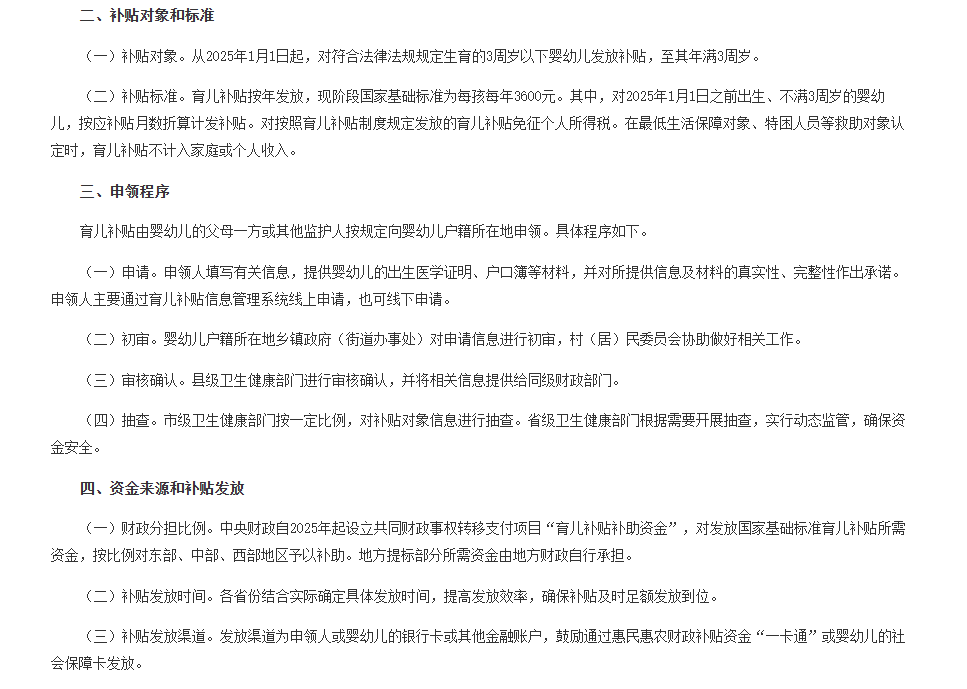 二、补贴对象和标准
（一）补贴对象。从2025年1月1日起，对符合法律法规规定生育的3周岁以下婴幼儿发放补贴，至其年满3周岁。
（二）补贴标准。育儿补贴按年发放，现阶段国家基础标准为每孩每年3600元。其中，对2025年1月1日之前出生、不满3周岁的婴幼
儿，按应补贴月数折算计发补贴。对按照育儿补贴制度规定发放的育儿补贴免征个人所得税。在最低生活保障对象、特困人员等救助对象认
定时，育儿补贴不计入家庭或个人收入。
三、申领程序
育儿补贴由婴幼儿的父母一方或其他监护人按规定向婴幼儿户籍所在地申领。具体程序如下。
（一）申请。申领人填写有关信息，提供婴幼儿的出生医学证明、户口簿等材料，并对所提供信息及材料的真实性、完整性作出承诺。
申领人主要通过育儿补贴信息管理系统线上申请，也可线下申请。
（二）初审。婴幼儿户籍所在地乡镇政府（街道办事处）对申请信息进行初审，村（居）民委员会协助做好相关工作。
（三）审核确认。县级卫生健康部门进行审核确认，并将相关信息提供给同级财政部门。
（四）抽查。市级卫生健康部门按一定比例，对补贴对象信息进行抽查。省级卫生健康部门根据需要开展抽查，实行动态监管，确保资
金安全。
四、资金来源和补贴发放
（一）财政分担比例。中央财政自2025年起设立共同财政事权转移支付项目“育儿补贴补助资金”，对发放国家基础标准育儿补贴所需
资金，按比例对东部、中部、西部地区予以补助。地方提标部分所需资金由地方财政自行承担。
（二）补贴发放时间。各省份结合实际确定具体发放时间，提高发放效率，确保补贴及时足额发放到位。
（三）补贴发放渠道。发放渠道为申领人或婴幼儿的银行卡或其他金融账户，鼓励通过惠民惠农财政补贴资金“一卡通”或婴幼儿的社
会保障卡发放。